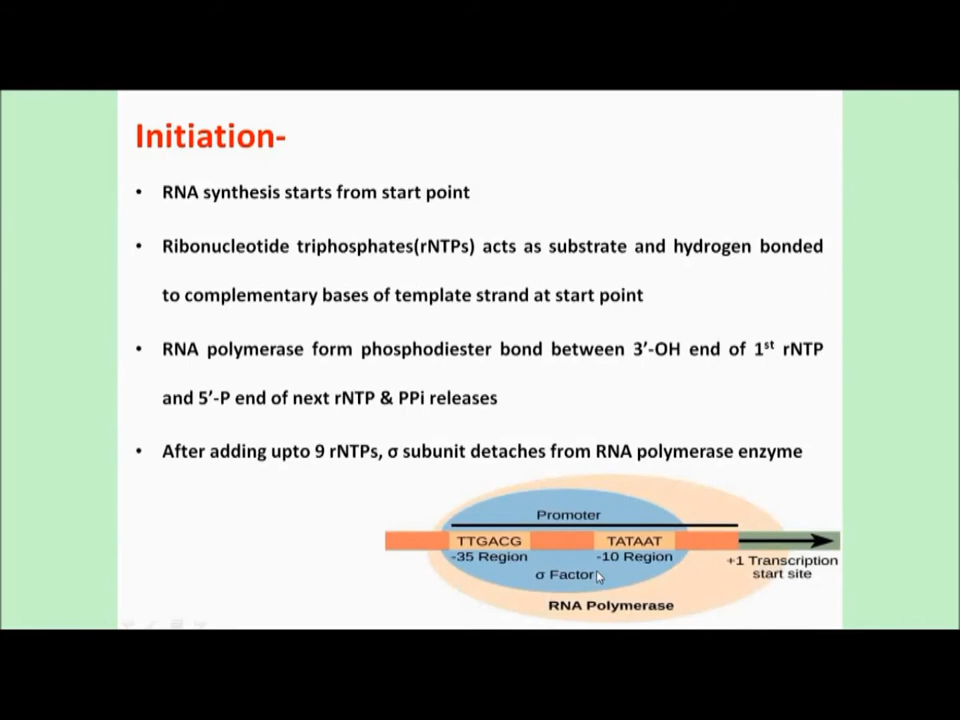 Initiation-
• RNA synthesis starts from start point
• Ribonucleotide triphosphates(rNTPs) acts as substrate and hydrogen bonded
to complementary bases of template strand at start point
• RNA polymerase form phosphodiester bond between 3’-OH end of 1st rNTP
and 5’-P end of next rNTP & PPi releases
• After adding upto 9 rNTPs, σ subunit detaches from RNA polymerase enzyme
Promoter
TTGACG TATAAT
-35 Region -10 Region
+1 Transcription
start site
σ Factor
RNA Polymerase